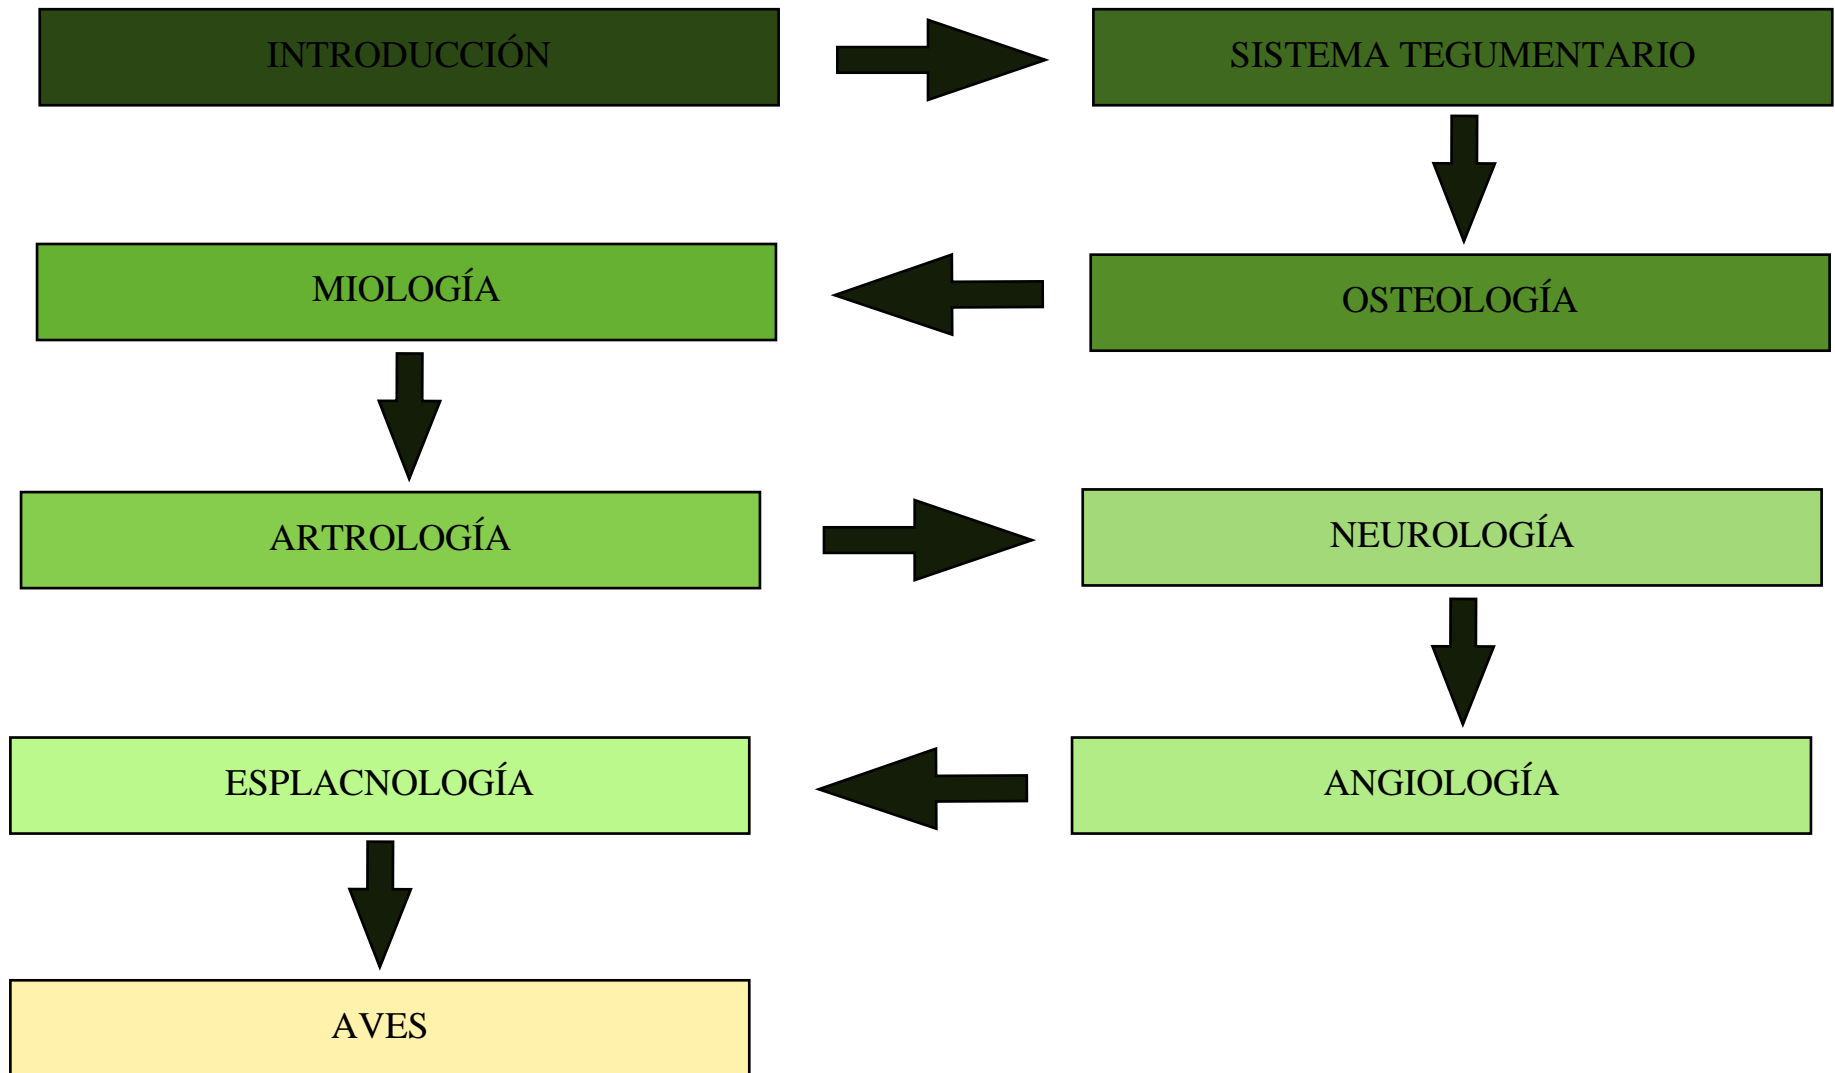 INTRODUCCIÓN
SISTEMA TEGUMENTARIO
OSTEOLOGÍA
MIOLOGÍA
ARTROLOGÍA
NEUROLOGÍA
ANGIOLOGÍA
ESPLACNOLOGÍA
AVES